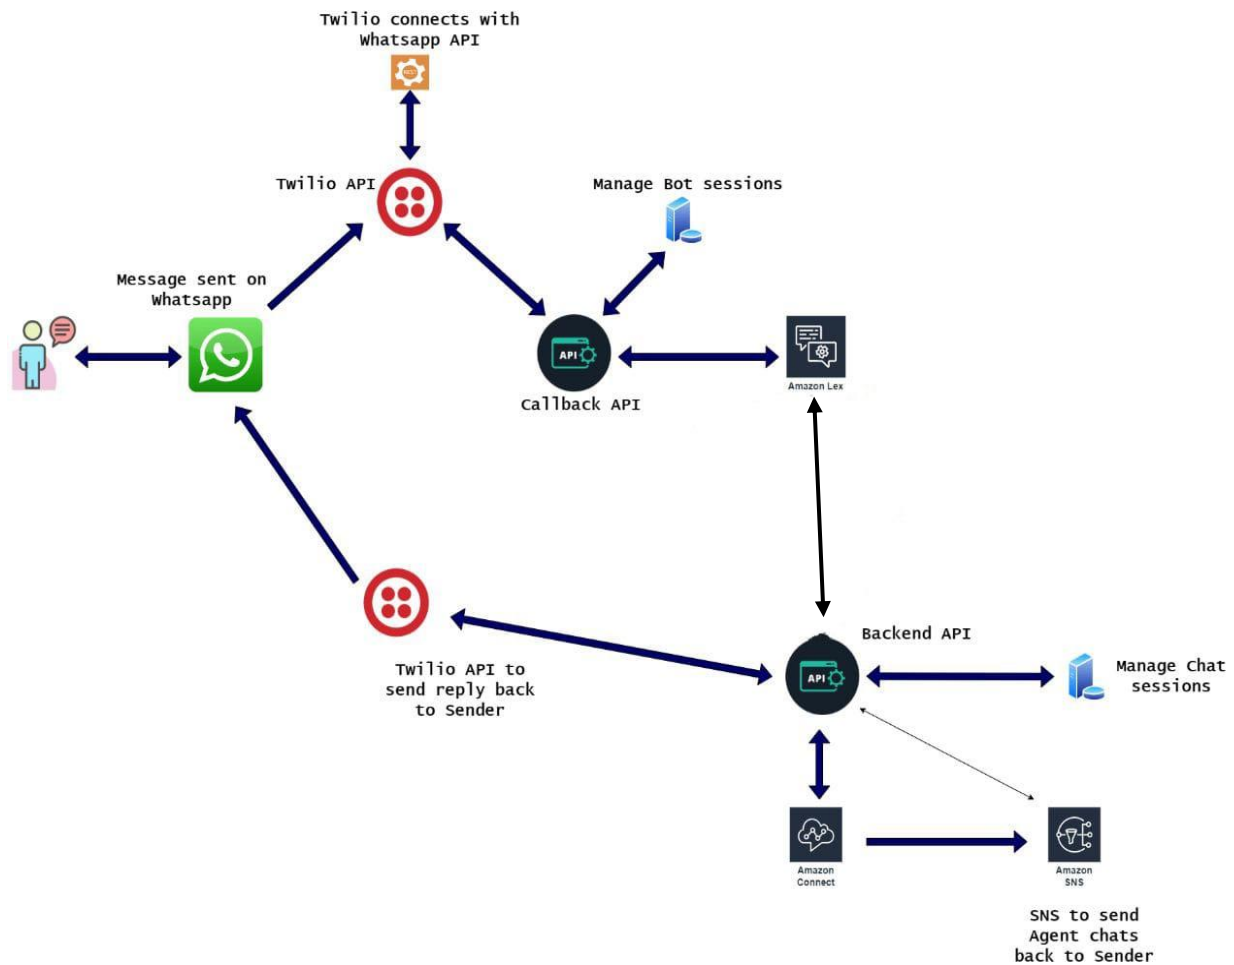 Twilio connects with
Whatsapp API
REST
Twilio API
Manage Bot sessions
Message sent on
Whatsapp
API
Callback API
Amazon Lex
Backend API
API
Manage Chat
sessions
Twilio API to
send reply back
to Sender
Amazon
Connect
Amazon
SNS
SNS to send
Agent chats
back to Sender